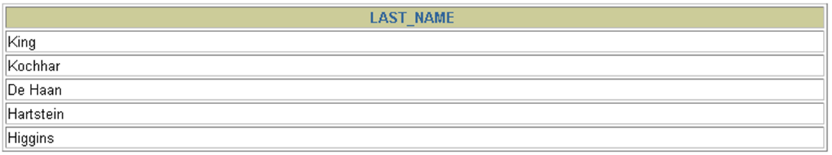 LAST_NAME
King
Kochhar
De Haan
Hartstein
Higgins